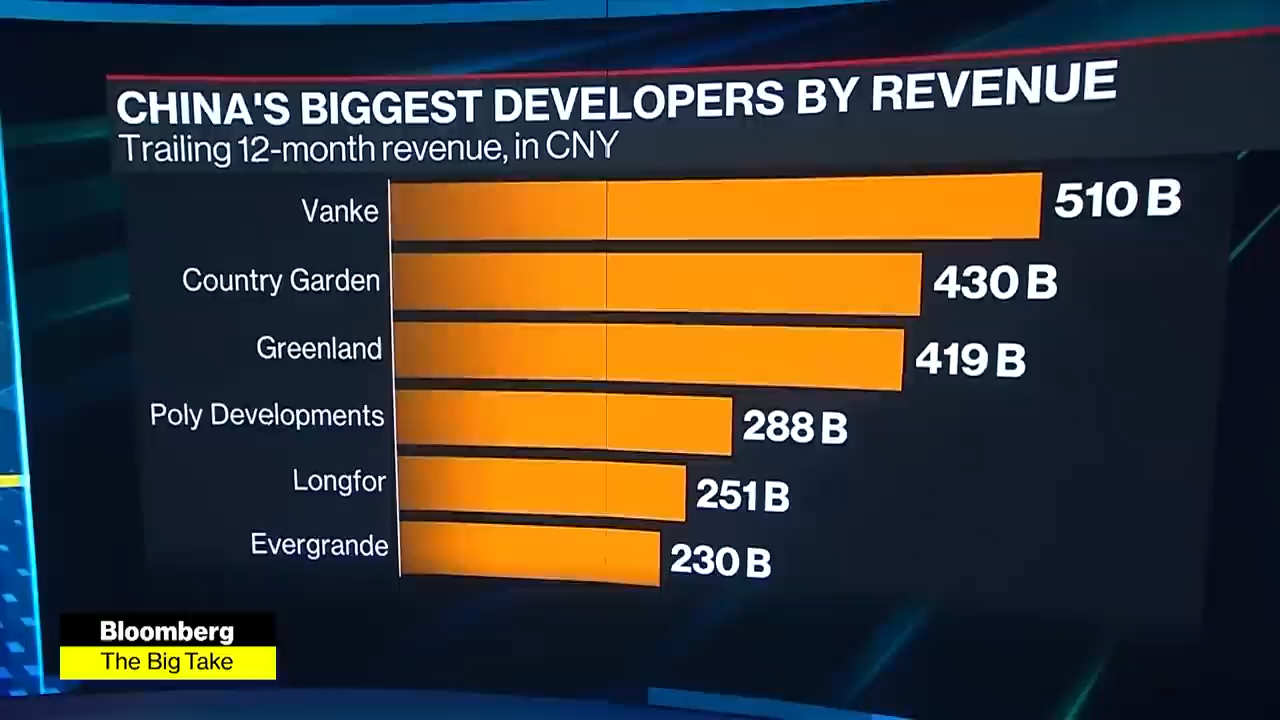 CHINA'S BIGGEST DEVELOPERS BY REVENUE
Trailing 12-month revenue, in CNY
Vanke 510 B
Country Garden 430 B
Greenland 419 B
Poly Developments 288 B
Longfor 251 B
Evergrande 230 B
Bloomberg
The Big Take